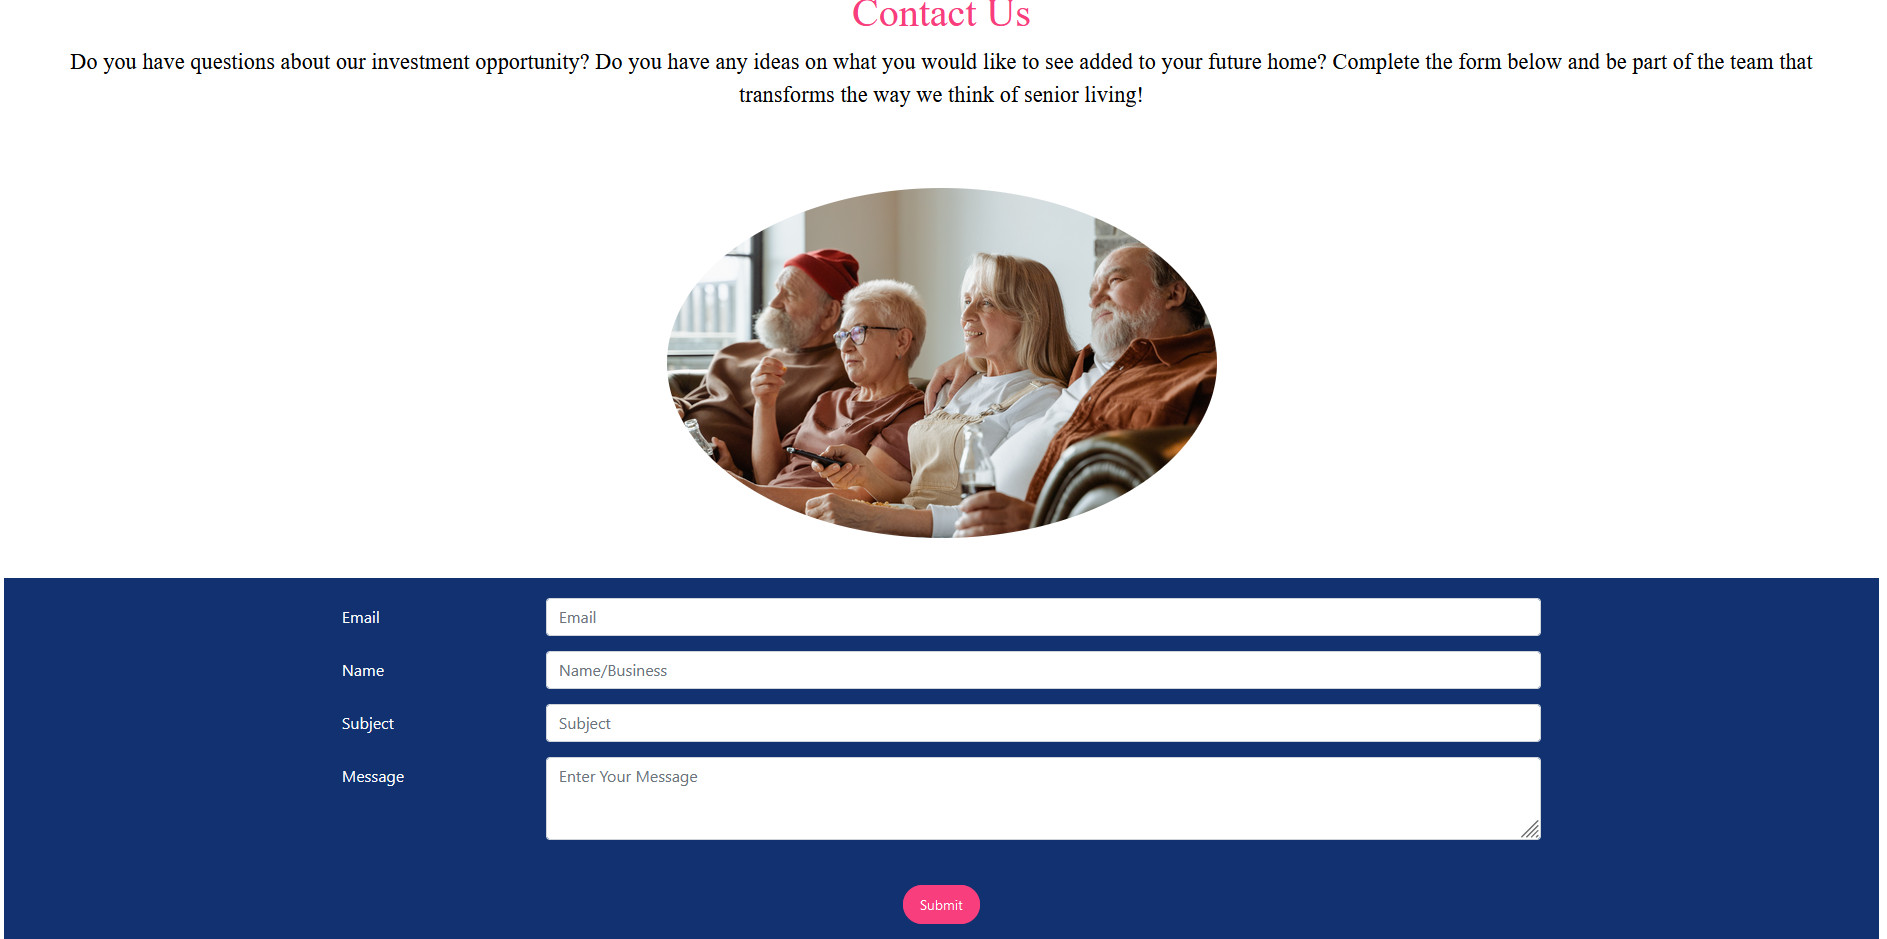 Contact Us
Do you have questions about our investment opportunity? Do you have any ideas on what you would like to see added to your future home? Complete the form below and be part of the team that
transforms the way we think of senior living!
Email
Email
Name
Name/Business
Subject
Subject
Message
Enter Your Message
Submit